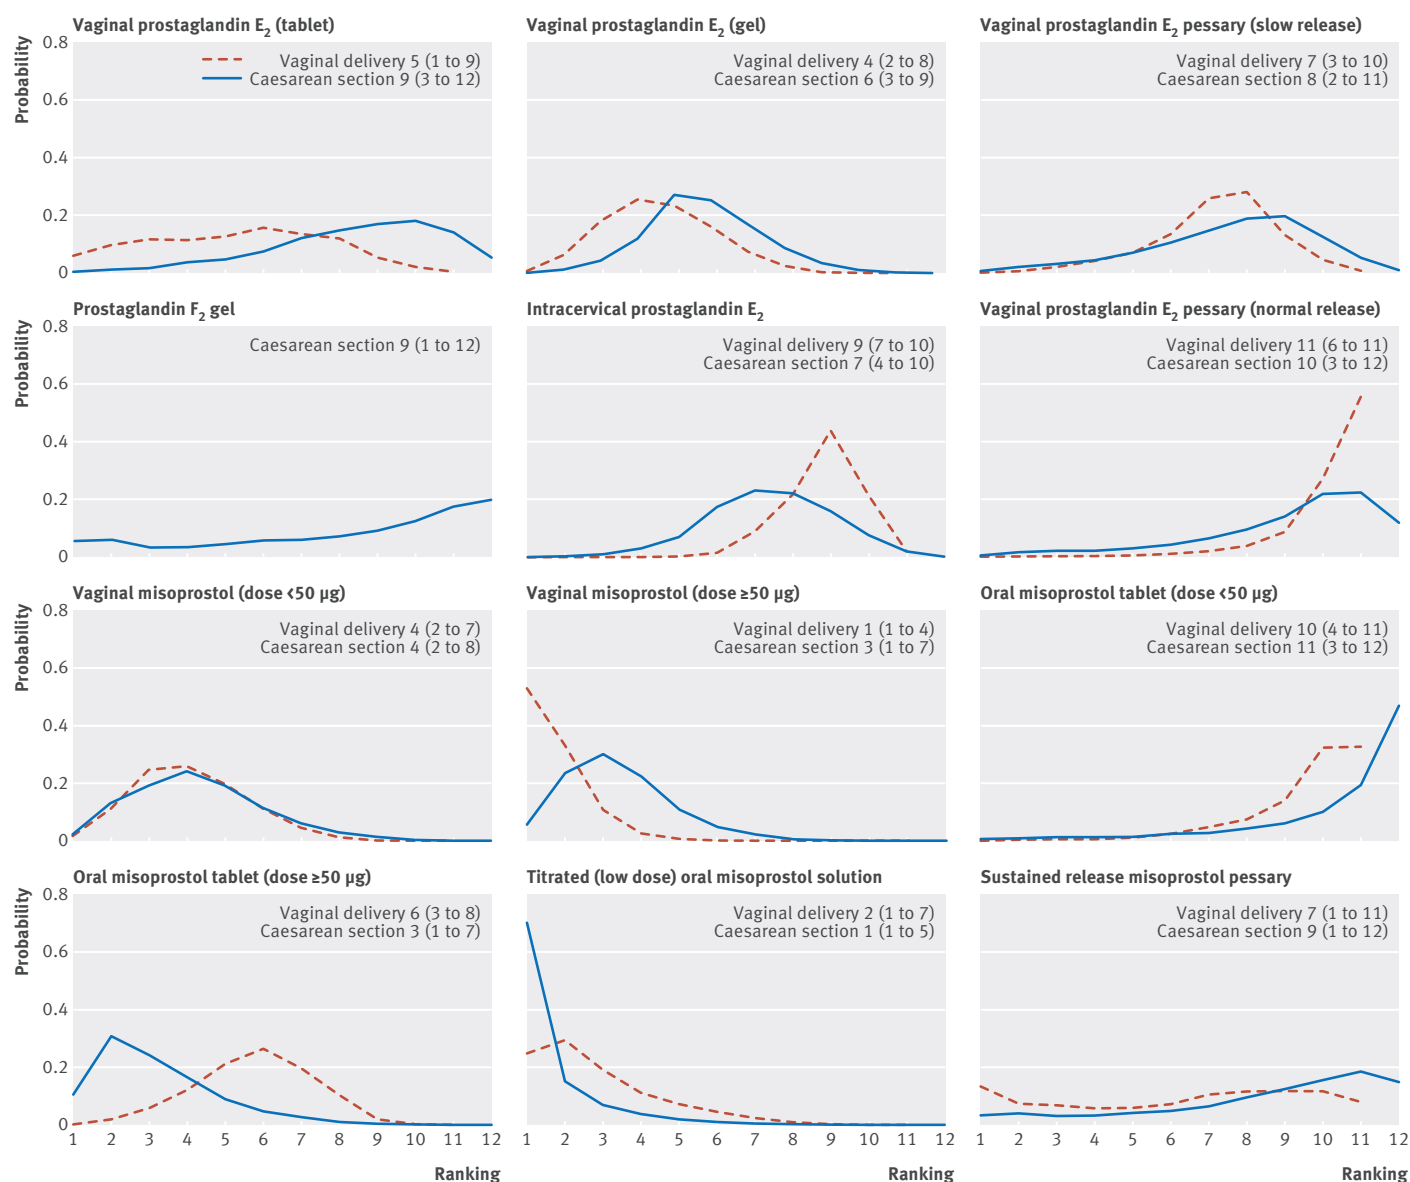 Vaginal prostaglandin E2 (tablet)
Probability
0.8
0.6
0.4
0.2
0
Vaginal delivery 5 (1 to 9)
Caesarean section 9 (3 to 12)
Vaginal prostaglandin E2 (gel)
Vaginal delivery 4 (2 to 8)
Caesarean section 6 (3 to 9)
Vaginal prostaglandin E2 pessary (slow release)
Vaginal delivery 7 (3 to 10)
Caesarean section 8 (2 to 11)
Prostaglandin F2 gel
Probability
0.8
0.6
0.4
0.2
0
Caesarean section 9 (1 to 12)
Intracervical prostaglandin E2
Vaginal delivery 9 (7 to 10)
Caesarean section 7 (4 to 10)
Vaginal prostaglandin E2 pessary (normal release)
Vaginal delivery 11 (6 to 11)
Caesarean section 10 (3 to 12)
Vaginal misoprostol (dose <50 µg)
Probability
0.8
0.6
0.4
0.2
0
Vaginal delivery 4 (2 to 7)
Caesarean section 4 (2 to 8)
Vaginal misoprostol (dose ≥50 µg)
Vaginal delivery 1 (1 to 4)
Caesarean section 3 (1 to 7)
Oral misoprostol tablet (dose <50 µg)
Vaginal delivery 10 (4 to 11)
Caesarean section 11 (3 to 12)
Oral misoprostol tablet (dose ≥50 µg)
Probability
0.8
0.6
0.4
0.2
0
Vaginal delivery 6 (3 to 8)
Caesarean section 3 (1 to 7)
1 2 3 4 5 6 7 8 9 10 11 12
Ranking
Titrated (low dose) oral misoprostol solution
Vaginal delivery 2 (1 to 7)
Caesarean section 1 (1 to 5)
1 2 3 4 5 6 7 8 9 10 11 12
Ranking
Sustained release misoprostol pessary
Vaginal delivery 7 (1 to 11)
Caesarean section 9 (1 to 12)
1 2 3 4 5 6 7 8 9 10 11 12
Ranking